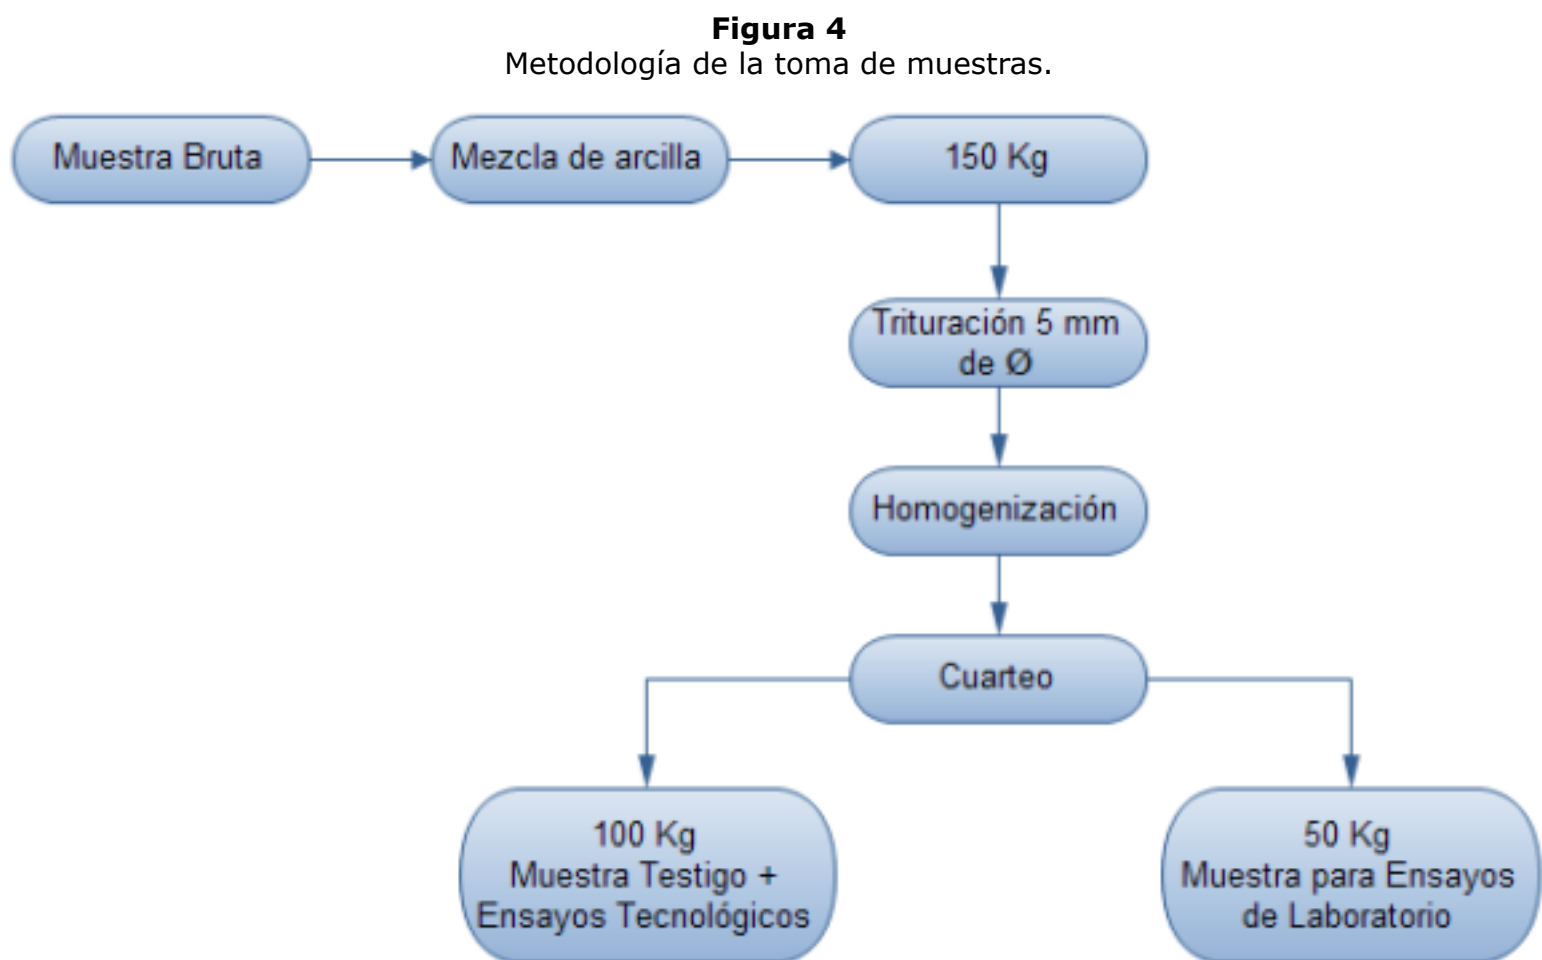 Figura 4
Metodología de la toma de muestras.
Muestra Bruta
Mezcla de arcilla
150 Kg
Trituración 5 mm
de Ø
Homogenización
Cuarteo
100 Kg
Muestra Testigo +
Ensayos Tecnológicos
50 Kg
Muestra para Ensayos
de Laboratorio